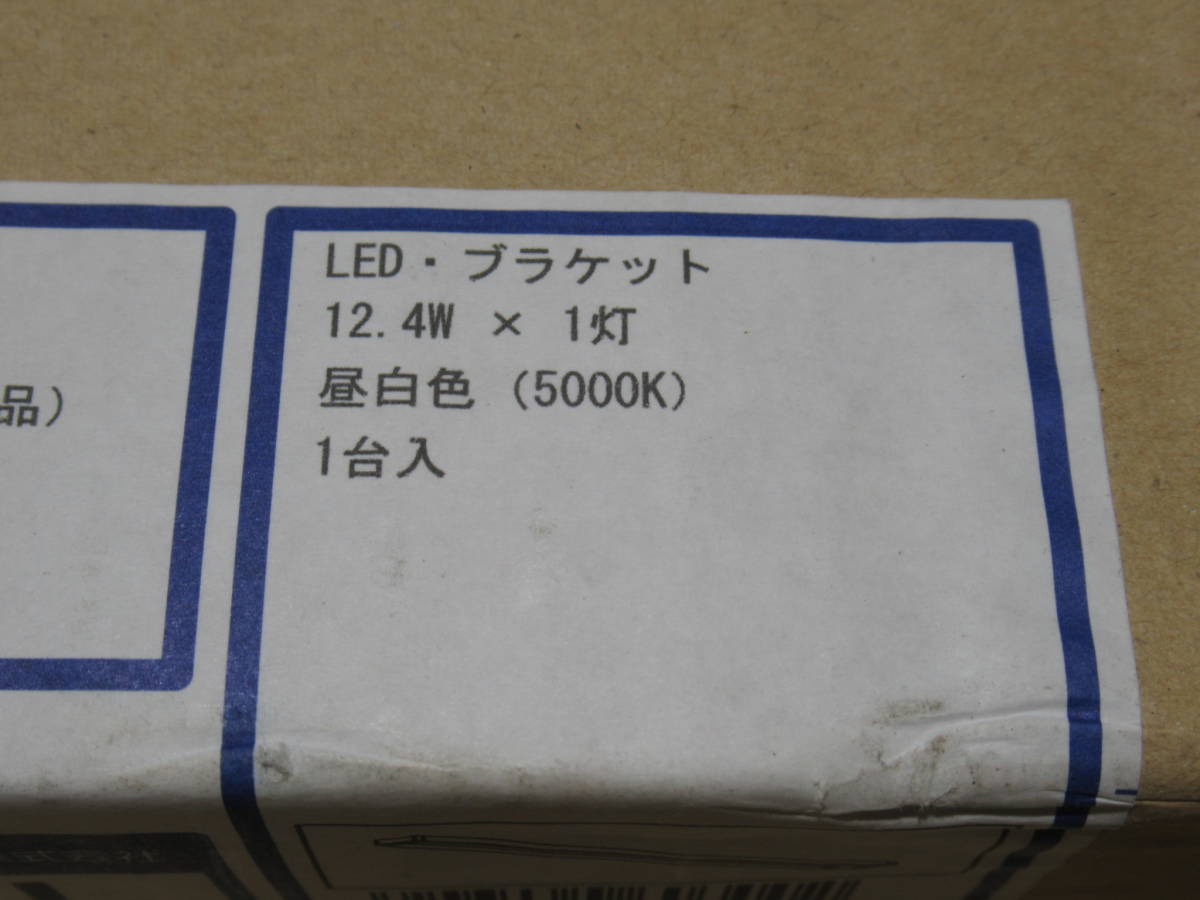 LED・ブラケット
12.4W × 1灯
昼白色 (5000K)
1台入
品)